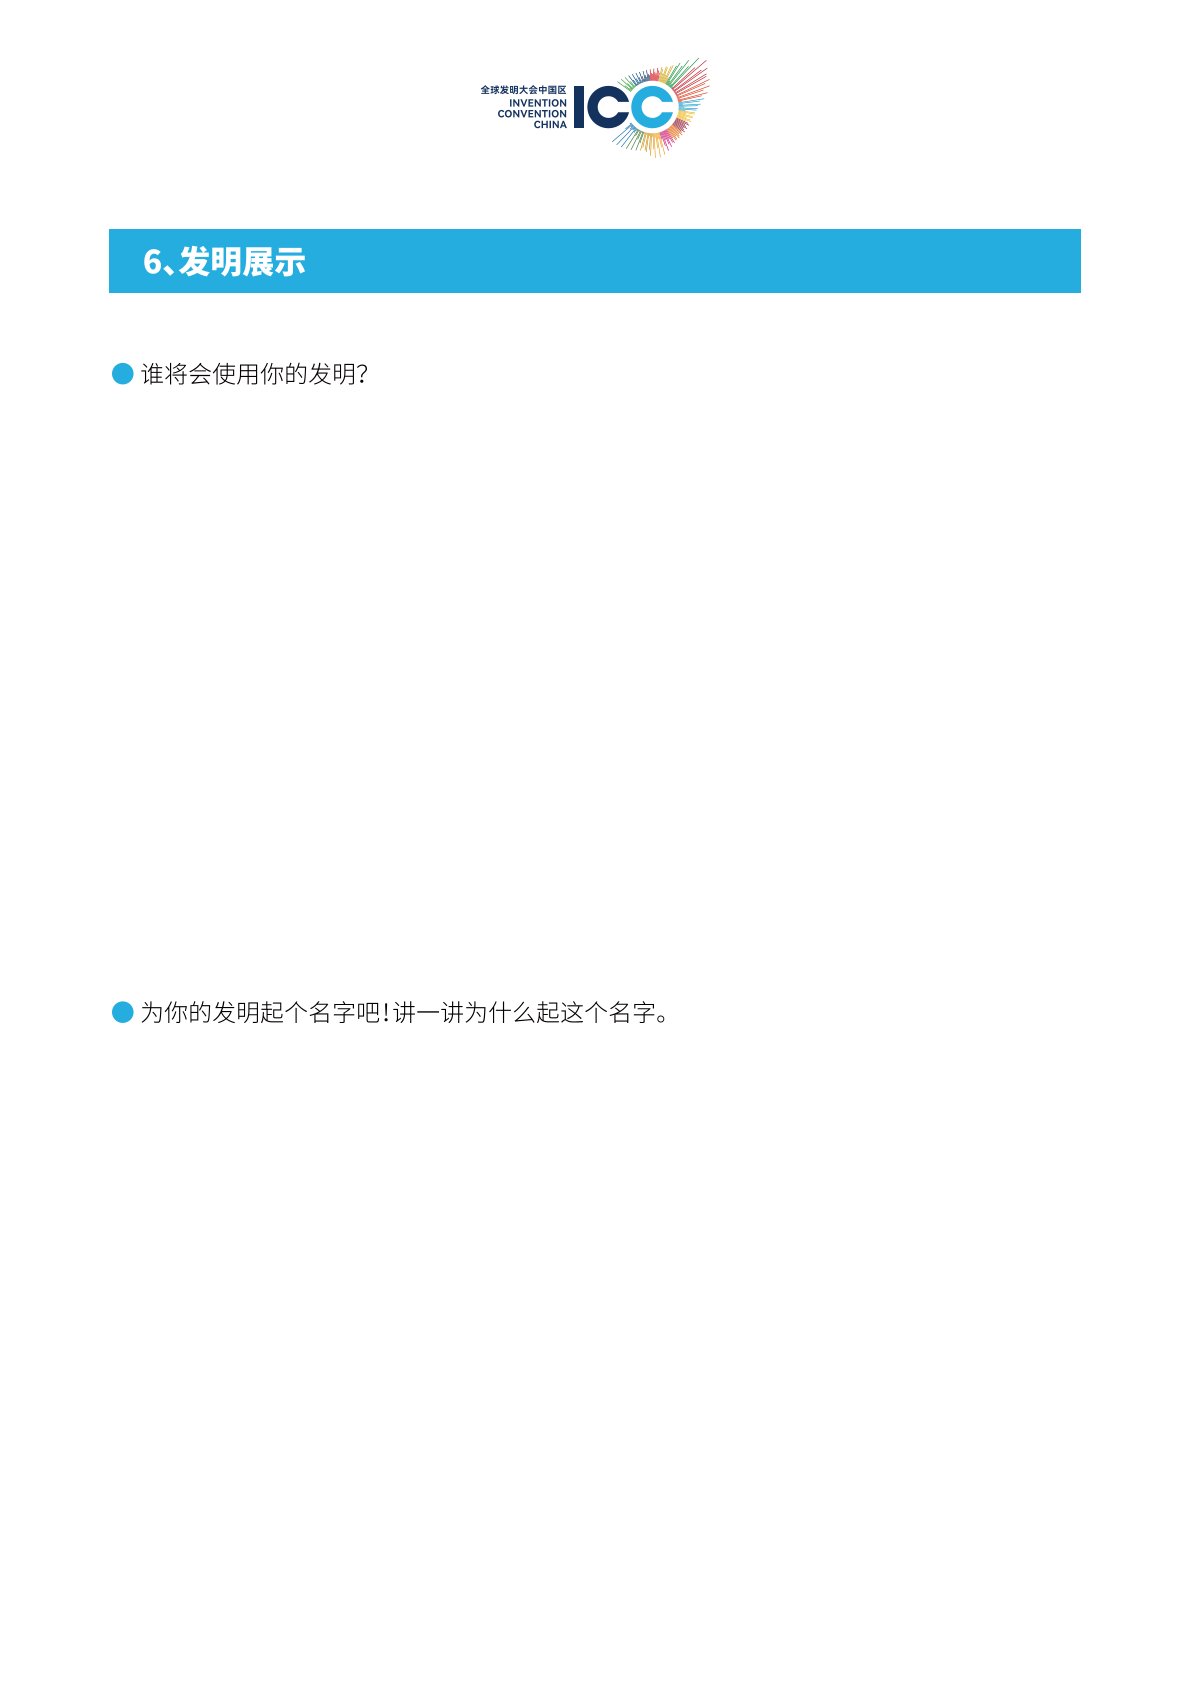 全球发明大会中国区
INVENTION
CONVENTION
CHINA
ICC
6、发明展示
谁将会使用你的发明？
为你的发明起个名字吧！讲一讲为什么起这个名字。